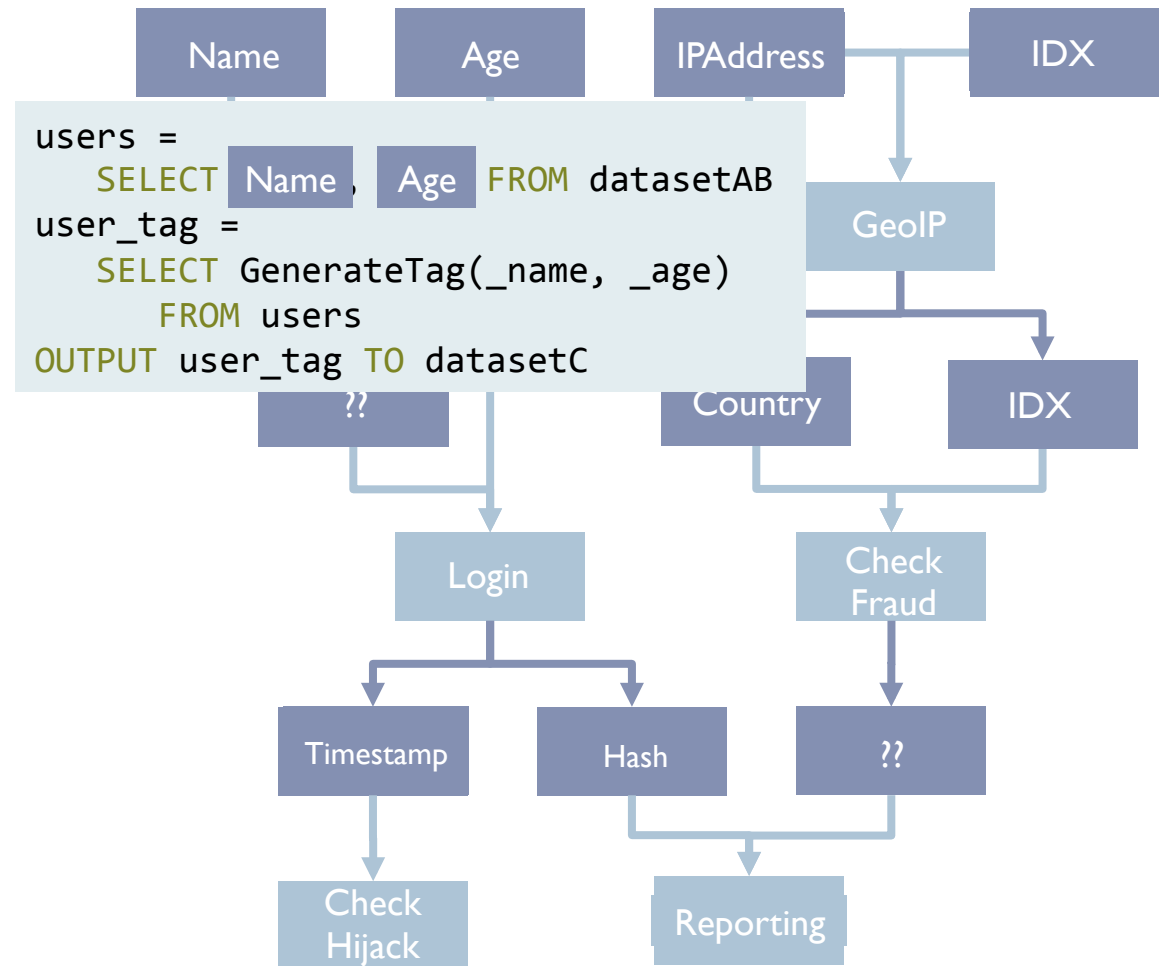 Name
Age
IPAddress
IDX
users =
SELECT Name, Age FROM datasetAB
user_tag =
SELECT GenerateTag(_name, _age)
FROM users
OUTPUT user_tag TO datasetC
GeoIP
??
Country
IDX
Login
Check
Fraud
Timestamp
Hash
??
Check
Hijack
Reporting